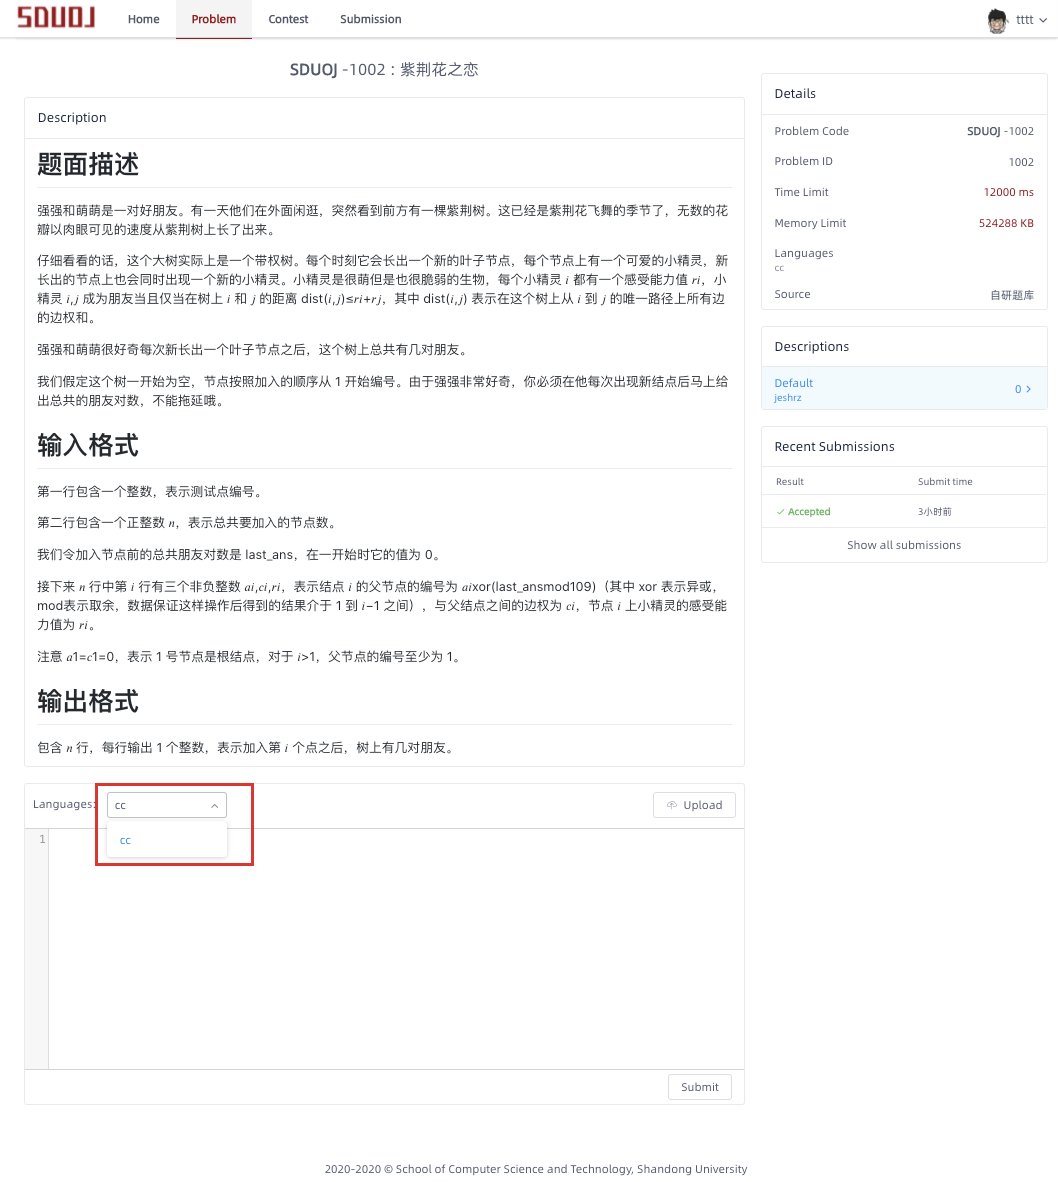 SDUOJ Home Problem Contest Submission tttt
SDUOJ -1002：紫荆花之恋
Description
题面描述
强强和萌萌是一对好朋友。有一天他们在外面闲逛，突然看到前方有一棵紫荆树。这已经是紫荆花飞舞的季节了，无数的花
瓣以肉眼可见的速度从紫荆树上长了出来。
仔细看看的话，这个大树实际上是一个带权树。每个时刻它会长出一个新的叶子节点，每个节点上有一个可爱的小精灵，新
长出的节点上也会同时出现一个新的小精灵。小精灵是很萌但是也很脆弱的生物，每个小精灵 i 都有一个感受能力值 ri，小
精灵 i,j 成为朋友当且仅当在树上 i 和 j 的距离 dist(i,j)≤ri+rj，其中 dist(i,j) 表示在这个树上从 i 到 j 的唯一路径上所有边
的边权和。
强强和萌萌很好奇每次新长出一个叶子节点之后，这个树上总共有几对朋友。
我们假定这个树一开始为空，节点按照加入的顺序从 1 开始编号。由于强强非常好奇，你必须在他每次出现新结点后马上给
出总共的朋友对数，不能拖延哦。
输入格式
第一行包含一个整数，表示测试点编号。
第二行包含一个正整数 n，表示总共要加入的节点数。
我们令加入节点前的总共朋友对数是 last_ans，在一开始时它的值为 0。
接下来 n 行中第 i 行有三个非负整数 ai,ci,ri，表示结点 i 的父节点的编号为 aixor(last_ansmod109)（其中 xor 表示异或，
mod表示取余，数据保证这样操作后得到的结果介于 1 到 i−1 之间），与父结点之间的边权为 ci，节点 i 上小精灵的感受能
力值为 ri。
注意 a1=c1=0，表示 1 号节点是根结点，对于 i>1，父节点的编号至少为 1。
输出格式
包含 n 行，每行输出 1 个整数，表示加入第 i 个点之后，树上有几对朋友。
Languages: cc Upload
cc
1
Submit
Details
Problem Code SDUOJ -1002
Problem ID 1002
Time Limit 12000 ms
Memory Limit 524288 KB
Languages
cc
Source 自研题库
Descriptions
Default 0
jeshrz
Recent Submissions
Result Submit time
Accepted 3小时前
Show all submissions
2020-2020 © School of Computer Science and Technology, Shandong University